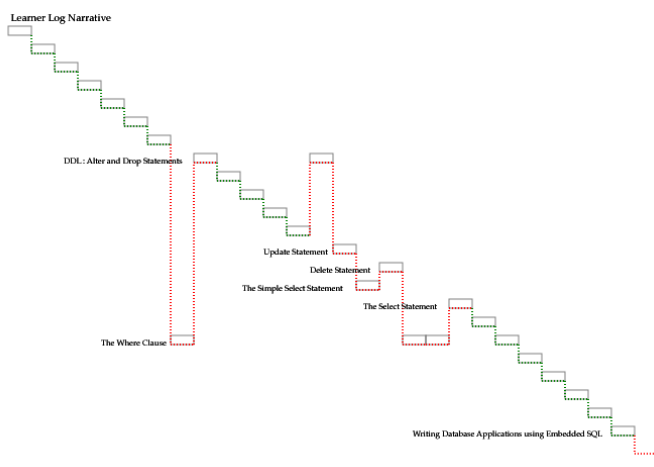 Learner Log Narrative
DDL : Alter and Drop Statements
Update Statement
Delete Statement
The Simple Select Statement
The Select Statement
The Where Clause
Writing Database Applications using Embedded SQL